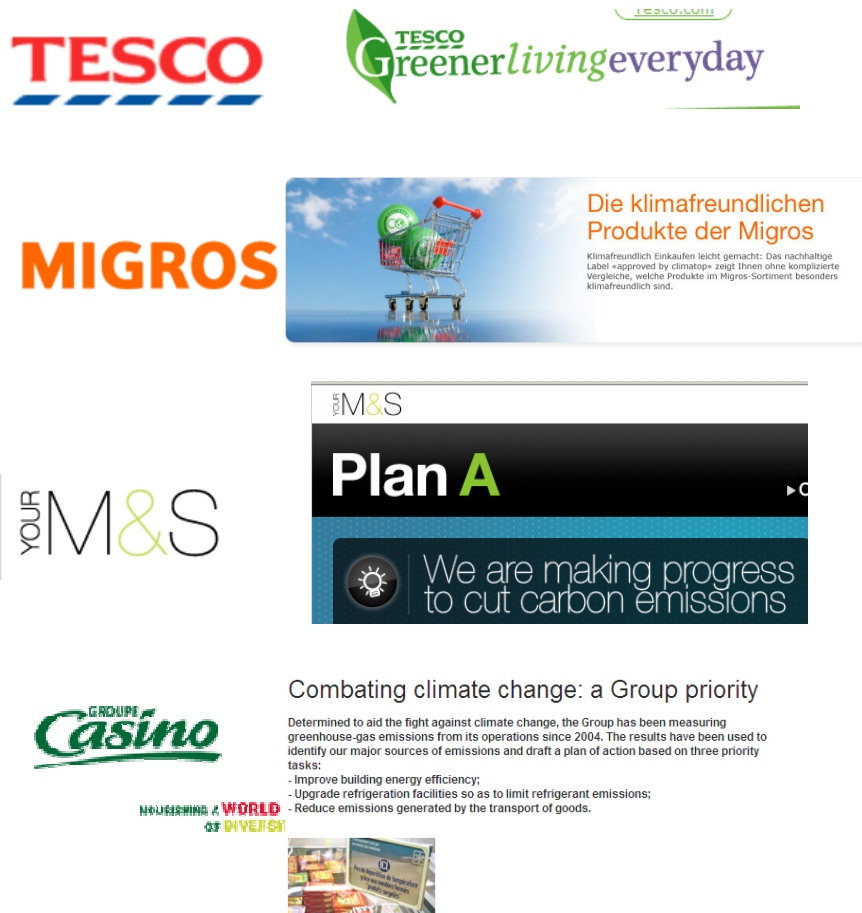 TESCO
Tesco.com
TESCO
Greenerlivingeveryday
MIGROS
Die klimafreundlichen
Produkte der Migros
Klimafreundlich Einkaufen leicht gemacht: Das nachhaltige
Label «approved by climatop» zeigt Ihnen ohne komplizierte
Vergleiche, welche Produkte im Migros-Sortiment besonders
klimafreundlich sind.
YOUR M&S
YOUR M&S
Plan A
We are making progress
to cut carbon emissions
GROUPE
Casino
NOURISHING A WORLD
OF
Combating climate change: a Group priority
Determined to aid the fight against climate change, the Group has been measuring
greenhouse-gas emissions from its operations since 2004. The results have been used to
identify our major sources of emissions and draft a plan of action based on three priority
tasks:
- Improve building energy efficiency;
- Upgrade refrigeration facilities so as to limit refrigerant emissions;
- Reduce emissions generated by the transport of goods.